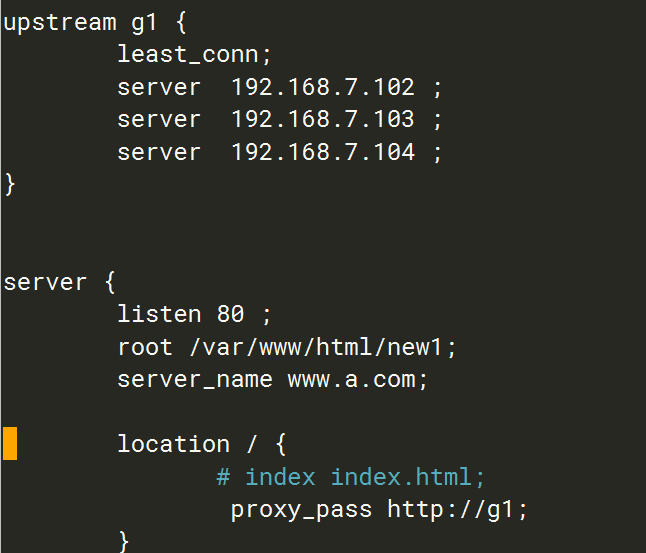 upstream g1 {
        least_conn;
        server  192.168.7.102 ;
        server  192.168.7.103 ;
        server  192.168.7.104 ;
}
server {
        listen 80 ;
        root /var/www/html/new1;
        server_name www.a.com;
        location / {
               # index index.html;
                proxy_pass http://g1;
        }